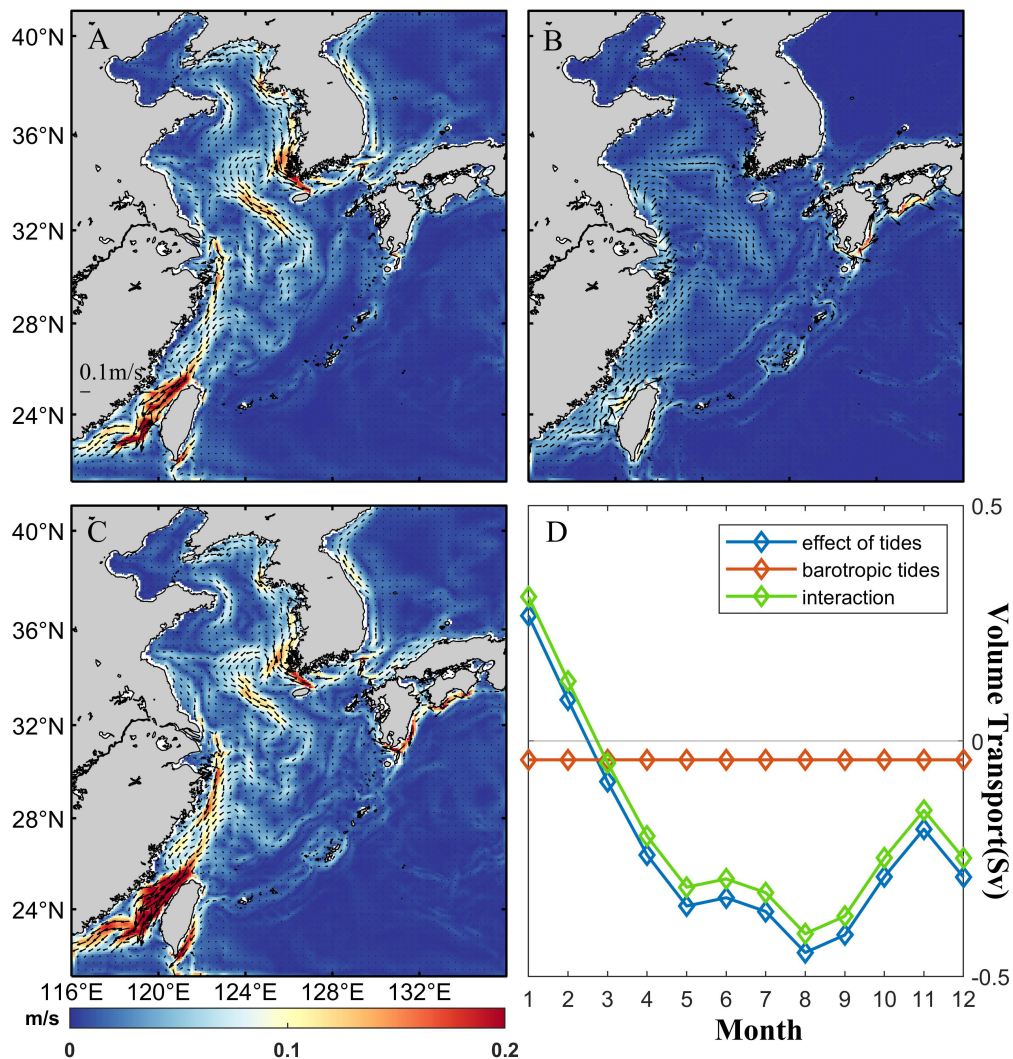 A
B
40°N
36°N
32°N
28°N
24°N
0.1m/s
C
D
40°N
36°N
32°N
28°N
24°N
116°E 120°E 124°E 128°E 132°E
m/s
0 0.1 0.2
effect of tides
barotropic tides
interaction
0.5
0
-0.5
Volume Transport(Sv)
1 2 3 4 5 6 7 8 9 10 11 12
Month